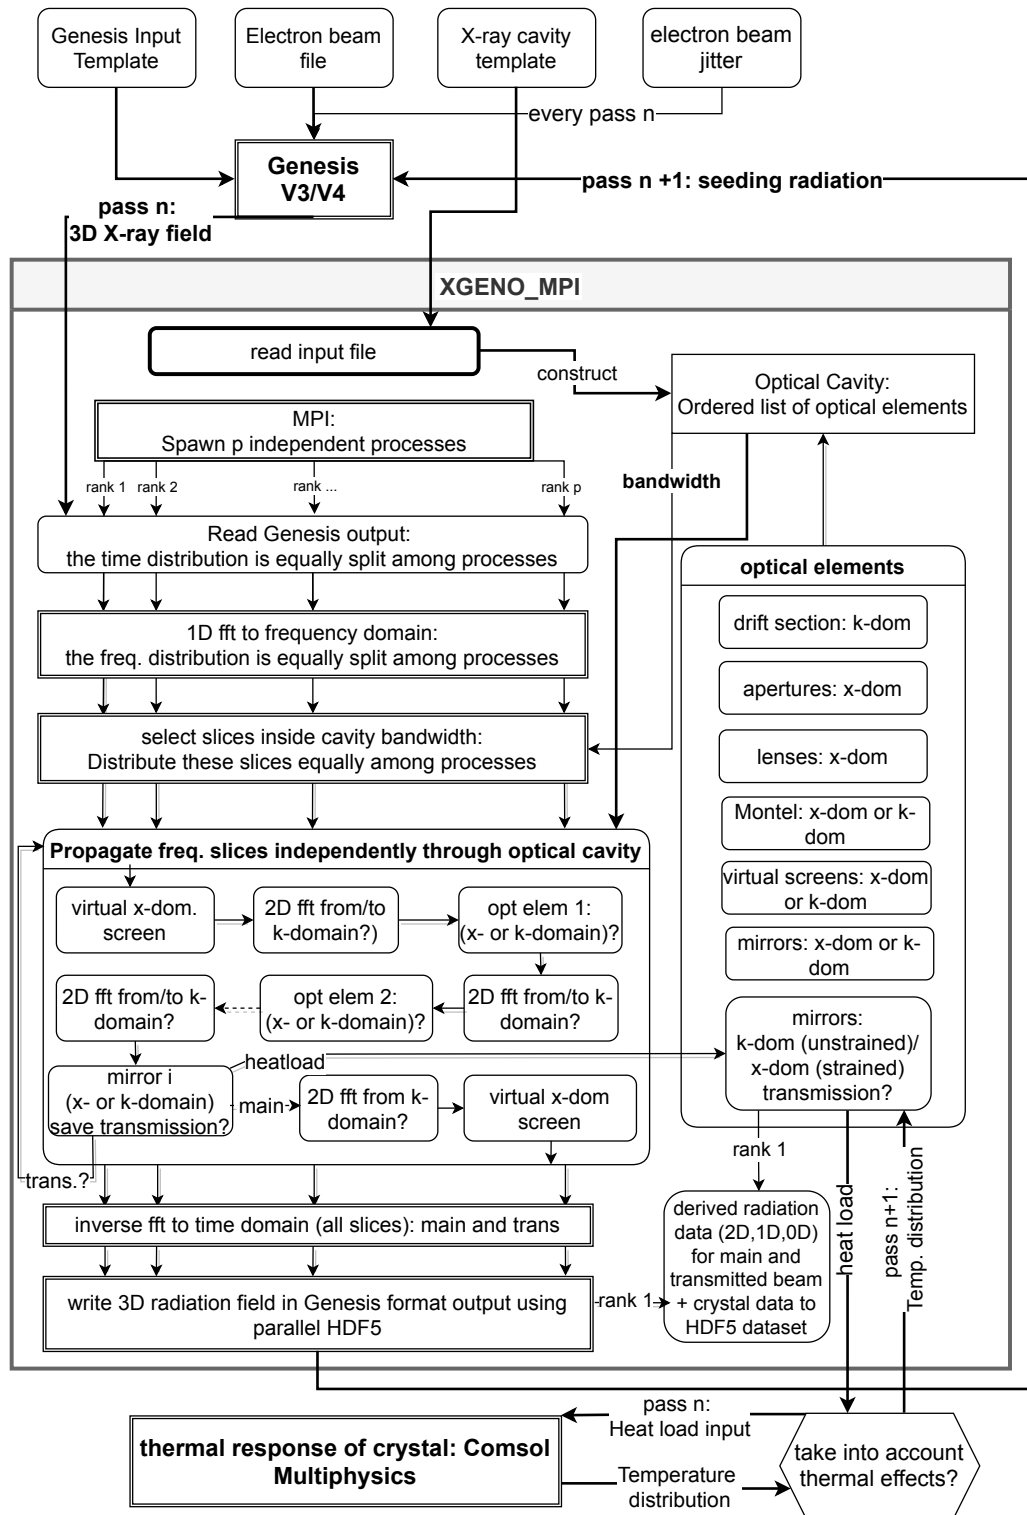 Genesis Input
Template
Electron beam
file
X-ray cavity
template
electron beam
jitter
every pass n
Genesis
V3/V4
pass n +1: seeding radiation
pass n:
3D X-ray field
XGENO_MPI
read input file
construct
Optical Cavity:
Ordered list of optical elements
MPI:
Spawn p independent processes
bandwidth
rank 1
rank 2
rank ...
rank p
Read Genesis output:
the time distribution is equally split among processes
optical elements
drift section: k-dom
1D fft to frequency domain:
the freq. distribution is equally split among processes
apertures: x-dom
select slices inside cavity bandwidth:
Distribute these slices equally among processes
lenses: x-dom
Montel: x-dom or k-
dom
Propagate freq. slices independently through optical cavity
virtual screens: x-dom
or k-dom
virtual x-dom.
screen
2D fft from/to
k-domain?)
opt elem 1:
(x- or k-domain)?
mirrors: x-dom or k-
dom
2D fft from/to k-
domain?
opt elem 2:
(x- or k-domain)?
2D fft from/to k-
domain?
mirrors:
k-dom (unstrained)/
x-dom (strained)
transmission?
heatload
mirror i
(x- or k-domain)
save transmission?
main
2D fft from k-
domain?
virtual x-dom
screen
trans.?
rank 1
heat load
pass n+1:
Temp. distribution
inverse fft to time domain (all slices): main and trans
derived radiation
data (2D,1D,0D)
for main and
transmitted beam
+ crystal data to
HDF5 dataset
write 3D radiation field in Genesis format output using
parallel HDF5
rank 1
pass n:
Heat load input
thermal response of crystal: Comsol
Multiphysics
Temperature
distribution
take into account
thermal effects?